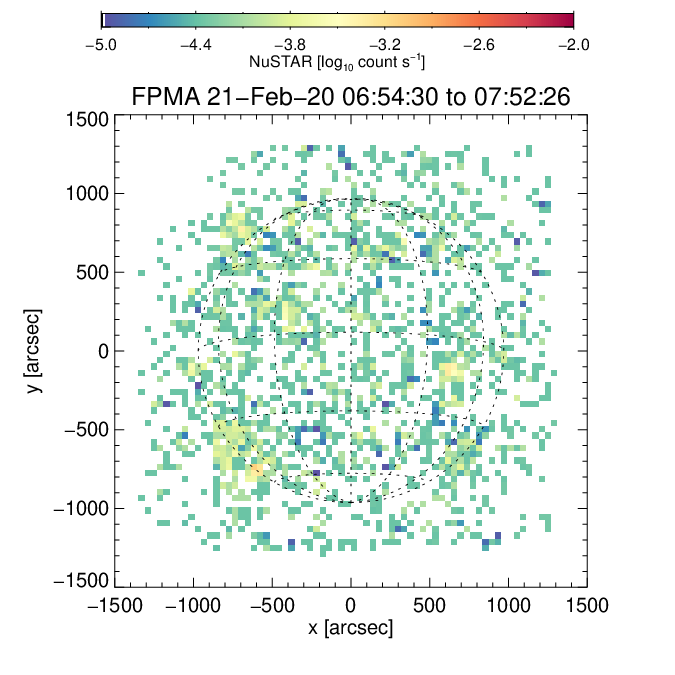 −5.0 −4.4 −3.8 −3.2 −2.6 −2.0
NuSTAR [log₁₀ count s⁻¹]
FPMA 21−Feb−20 06:54:30 to 07:52:26
1500
1000
500
0
−500
−1000
−1500
y [arcsec]
−1500 −1000 −500 0 500 1000 1500
x [arcsec]